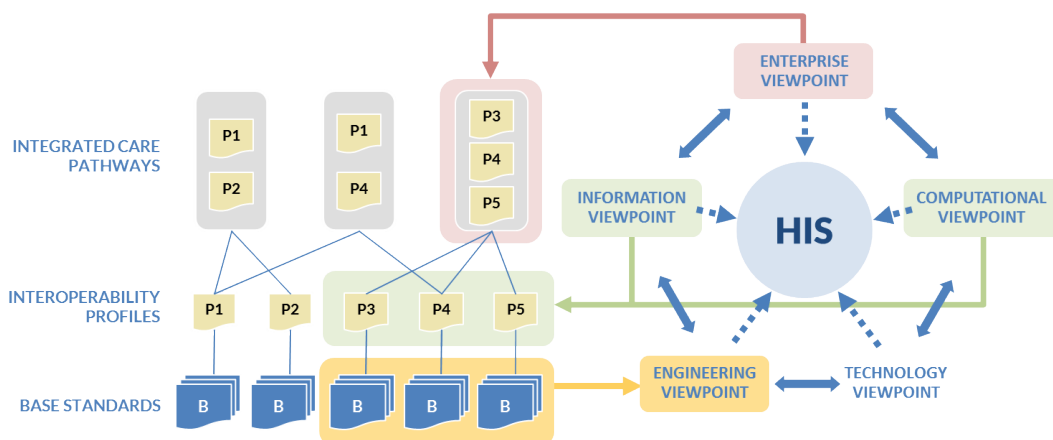 ENTERPRISE
VIEWPOINT
INTEGRATED CARE
PATHWAYS
P1
P2
P1
P4
P3
P4
P5
INFORMATION
VIEWPOINT
HIS
COMPUTATIONAL
VIEWPOINT
INTEROPERABILITY
PROFILES
P1
P2
P3
P4
P5
BASE STANDARDS
B
B
B
B
B
ENGINEERING
VIEWPOINT
TECHNOLOGY
VIEWPOINT